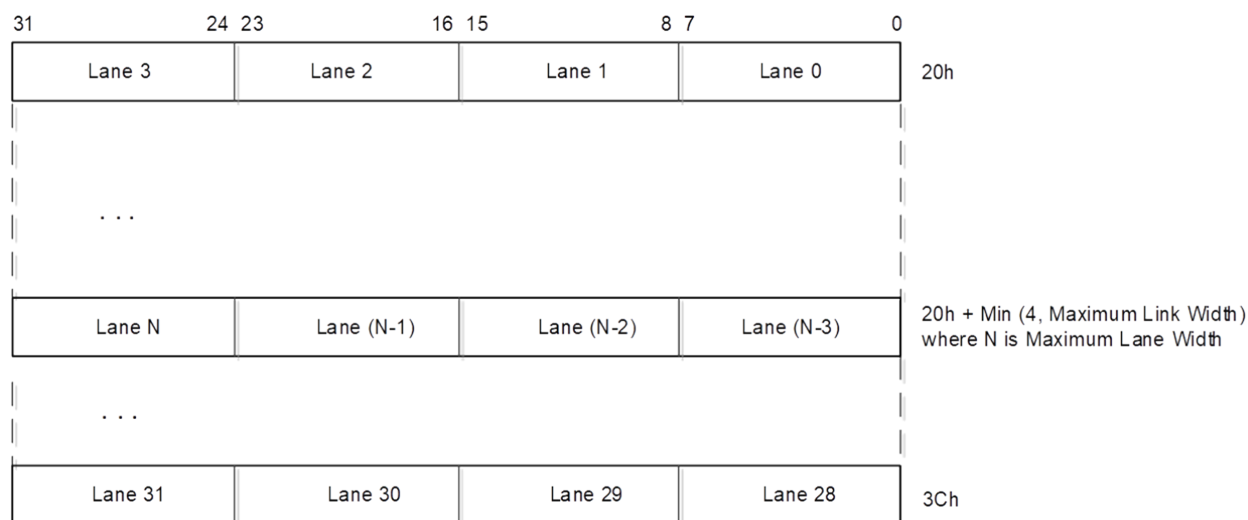 31 24 23 16 15 8 7 0
Lane 3 Lane 2 Lane 1 Lane 0 20h
. . .
Lane N Lane (N-1) Lane (N-2) Lane (N-3) 20h + Min (4, Maximum Link Width)
where N is Maximum Lane Width
. . .
Lane 31 Lane 30 Lane 29 Lane 28 3Ch